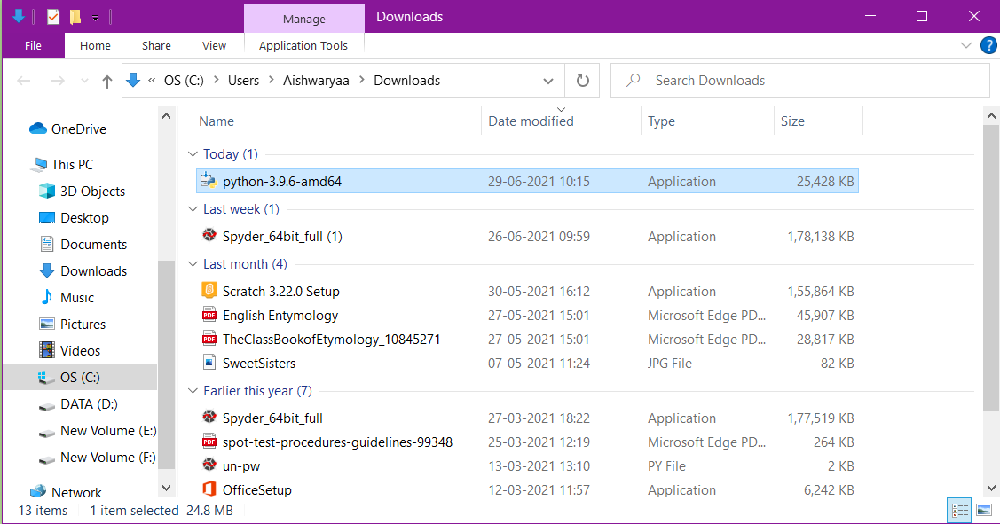 Manage
Downloads
File
Home
Share
View
Application Tools
?
« OS (C:) > Users > Aishwaryaa > Downloads
Search Downloads
Name
Date modified
Type
Size
OneDrive
This PC
3D Objects
Desktop
Documents
Downloads
Music
Pictures
Videos
OS (C:)
DATA (D:)
New Volume (E:)
New Volume (F:)
Network
Today (1)
python-3.9.6-amd64 29-06-2021 10:15 Application 25,428 KB
Last week (1)
Spyder_64bit_full (1) 26-06-2021 09:59 Application 1,78,138 KB
Last month (4)
Scratch 3.22.0 Setup 30-05-2021 16:12 Application 1,55,864 KB
PDF English Entymology 27-05-2021 15:01 Microsoft Edge PD... 45,907 KB
PDF TheClassBookofEtymology_10845271 27-05-2021 15:01 Microsoft Edge PD... 28,817 KB
SweetSisters 07-05-2021 11:24 JPG File 82 KB
Earlier this year (7)
Spyder_64bit_full 27-03-2021 18:22 Application 1,77,519 KB
PDF spot-test-procedures-guidelines-99348 25-03-2021 12:19 Microsoft Edge PD... 264 KB
un-pw 13-03-2021 13:10 PY File 2 KB
OfficeSetup 12-03-2021 11:57 Application 6,242 KB
13 items 1 item selected 24.8 MB